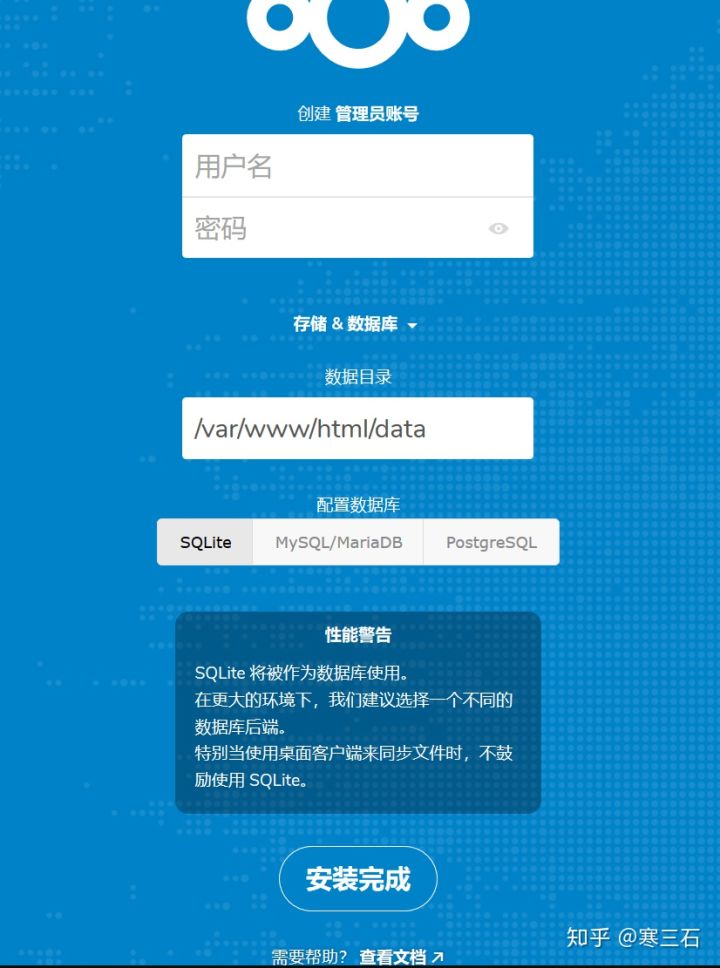 创建 管理员账号
用户名
密码
存储 & 数据库
数据目录
/var/www/html/data
配置数据库
SQLite
MySQL/MariaDB
PostgreSQL
性能警告
SQLite 将被作为数据库使用。
在更大的环境下，我们建议选择一个不同的
数据库后端。
特别当使用桌面客户端来同步文件时，不鼓
励使用 SQLite。
安装完成
知乎 @寒三石
需要帮助？ 查看文档 ↗